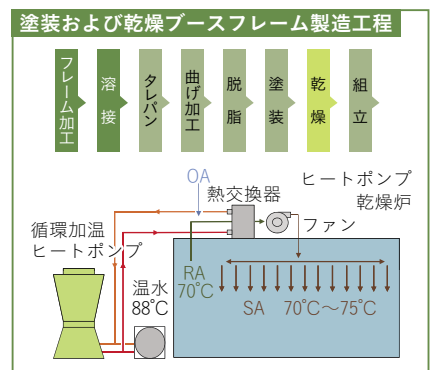 塗装および乾燥ブースフレーム製造工程
フレーム加工
溶接
タレパン
曲げ加工
脱脂
塗装
乾燥
組立
OA
熱交換器
ヒートポンプ
乾燥炉
ファン
循環加温
ヒートポンプ
RA
70℃
温水
88℃
SA 70℃〜75℃